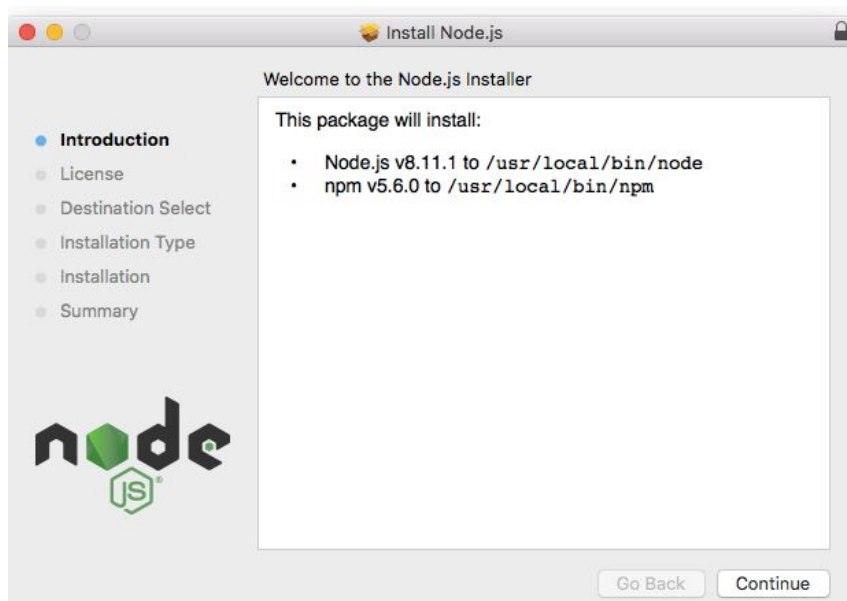 Install Node.js
Welcome to the Node.js Installer
Introduction
License
Destination Select
Installation Type
Installation
Summary
This package will install:
• Node.js v8.11.1 to /usr/local/bin/node
• npm v5.6.0 to /usr/local/bin/npm
node
JS®
Go Back
Continue